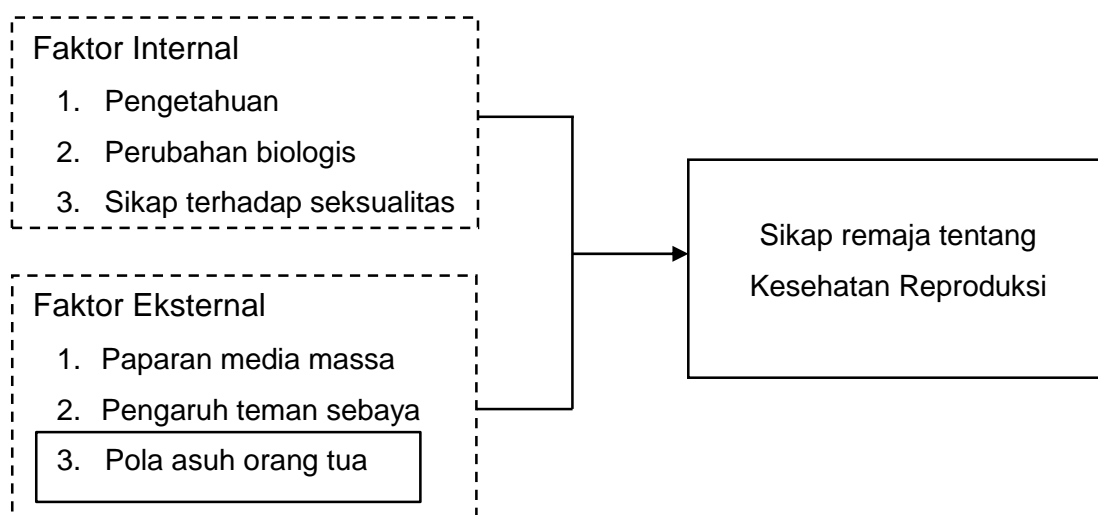 Faktor Internal
1. Pengetahuan
2. Perubahan biologis
3. Sikap terhadap seksualitas
Faktor Eksternal
1. Paparan media massa
2. Pengaruh teman sebaya
3. Pola asuh orang tua
Sikap remaja tentang
Kesehatan Reproduksi